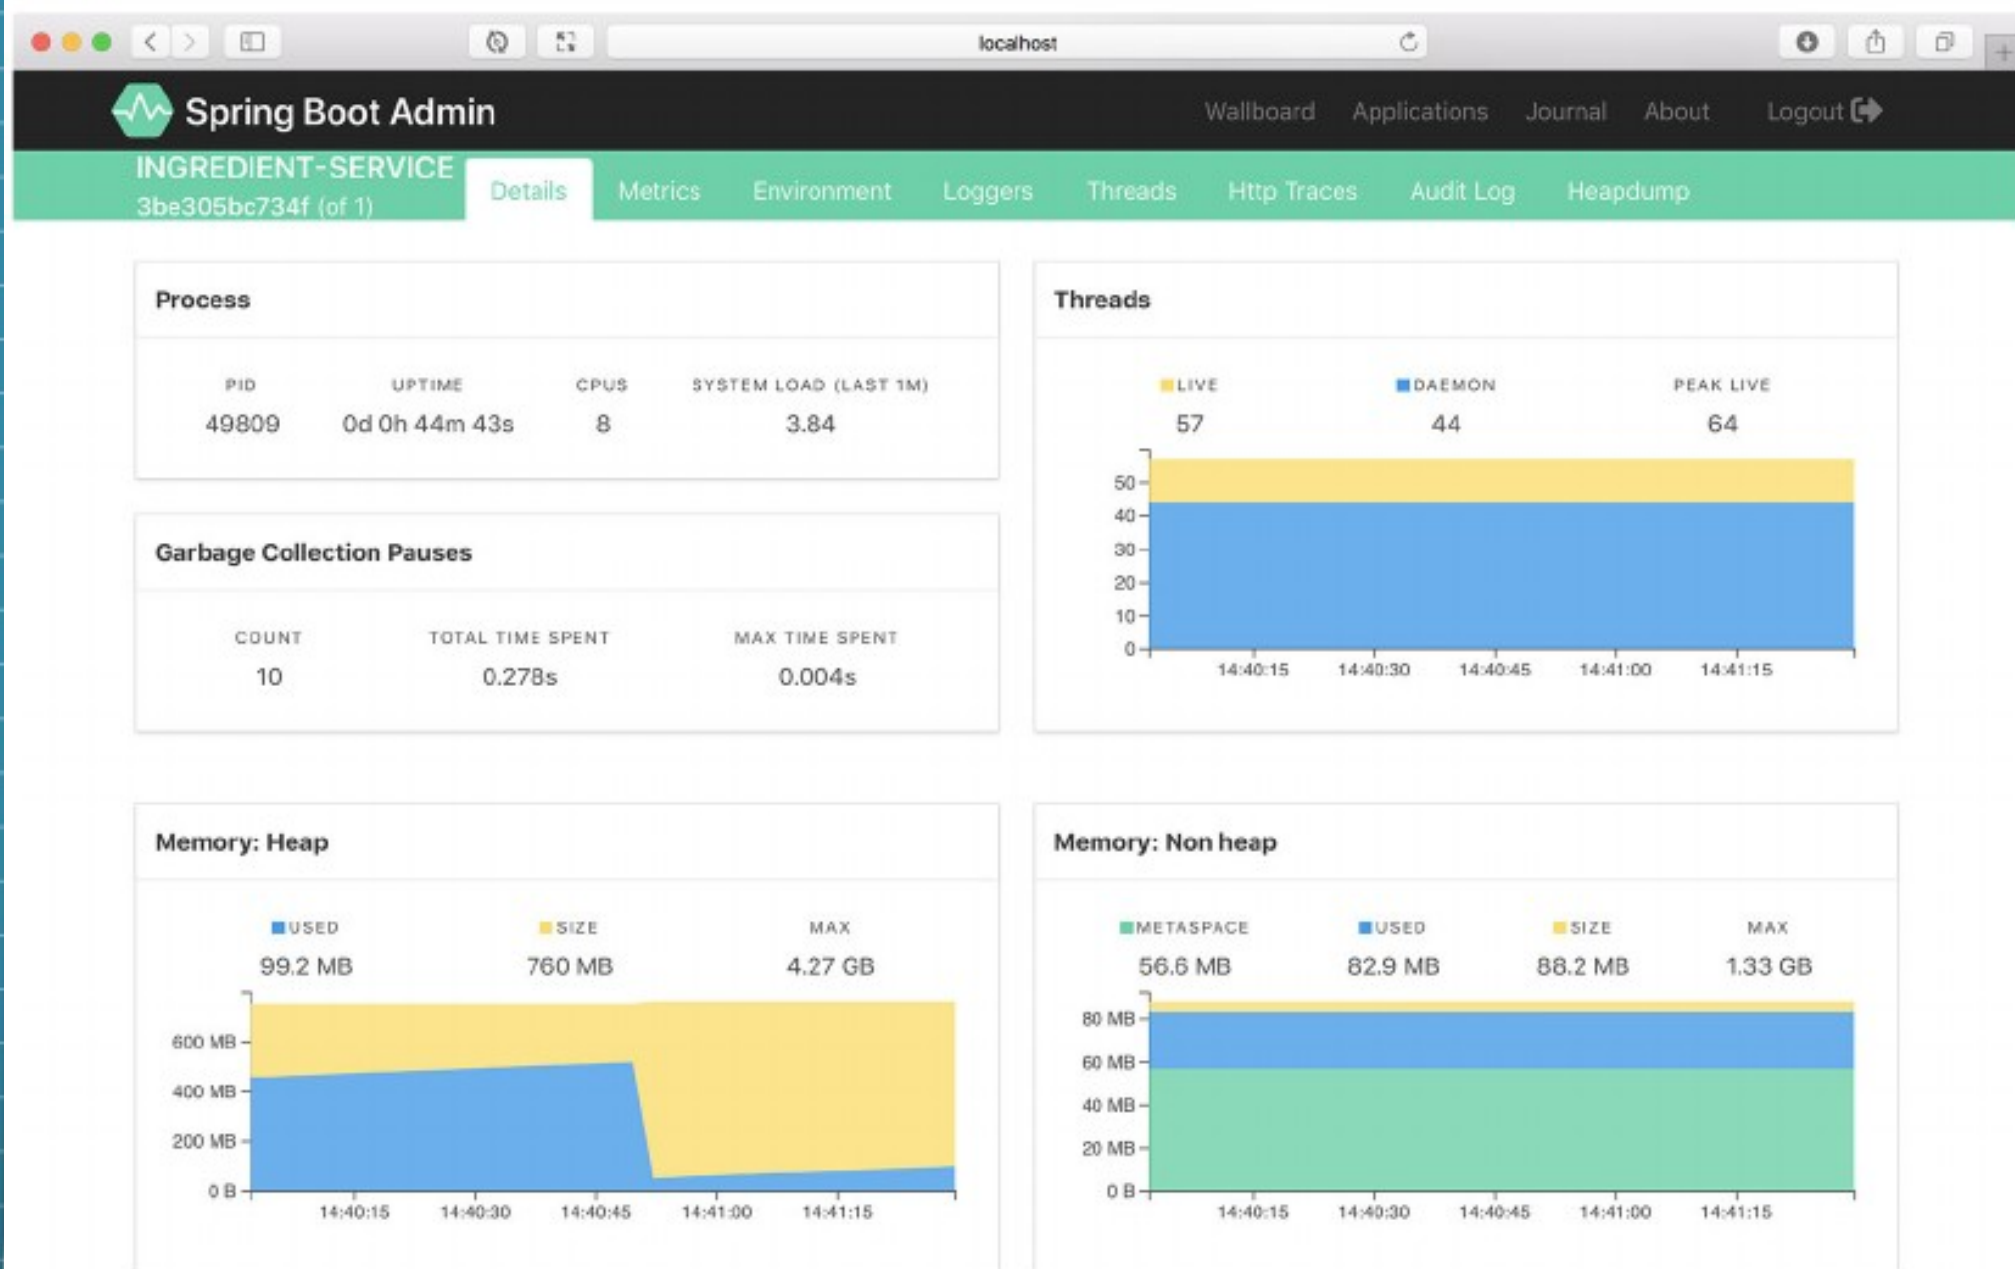 localhost
Spring Boot Admin
Wallboard Applications Journal About Logout
INGREDIENT-SERVICE
3be305bc734f (of 1)
Details Metrics Environment Loggers Threads Http Traces Audit Log Heapdump
Process
PID UPTIME CPUS SYSTEM LOAD (LAST 1M)
49809 0d 0h 44m 43s 8 3.84
Garbage Collection Pauses
COUNT TOTAL TIME SPENT MAX TIME SPENT
10 0.278s 0.004s
Threads
LIVE DAEMON PEAK LIVE
57 44 64
50
40
30
20
10
0
14:40:15 14:40:30 14:40:45 14:41:00 14:41:15
Memory: Heap
USED SIZE MAX
99.2 MB 760 MB 4.27 GB
600 MB
400 MB
200 MB
0 B
14:40:15 14:40:30 14:40:45 14:41:00 14:41:15
Memory: Non heap
METASPACE USED SIZE MAX
56.6 MB 82.9 MB 88.2 MB 1.33 GB
80 MB
60 MB
40 MB
20 MB
0 B
14:40:15 14:40:30 14:40:45 14:41:00 14:41:15